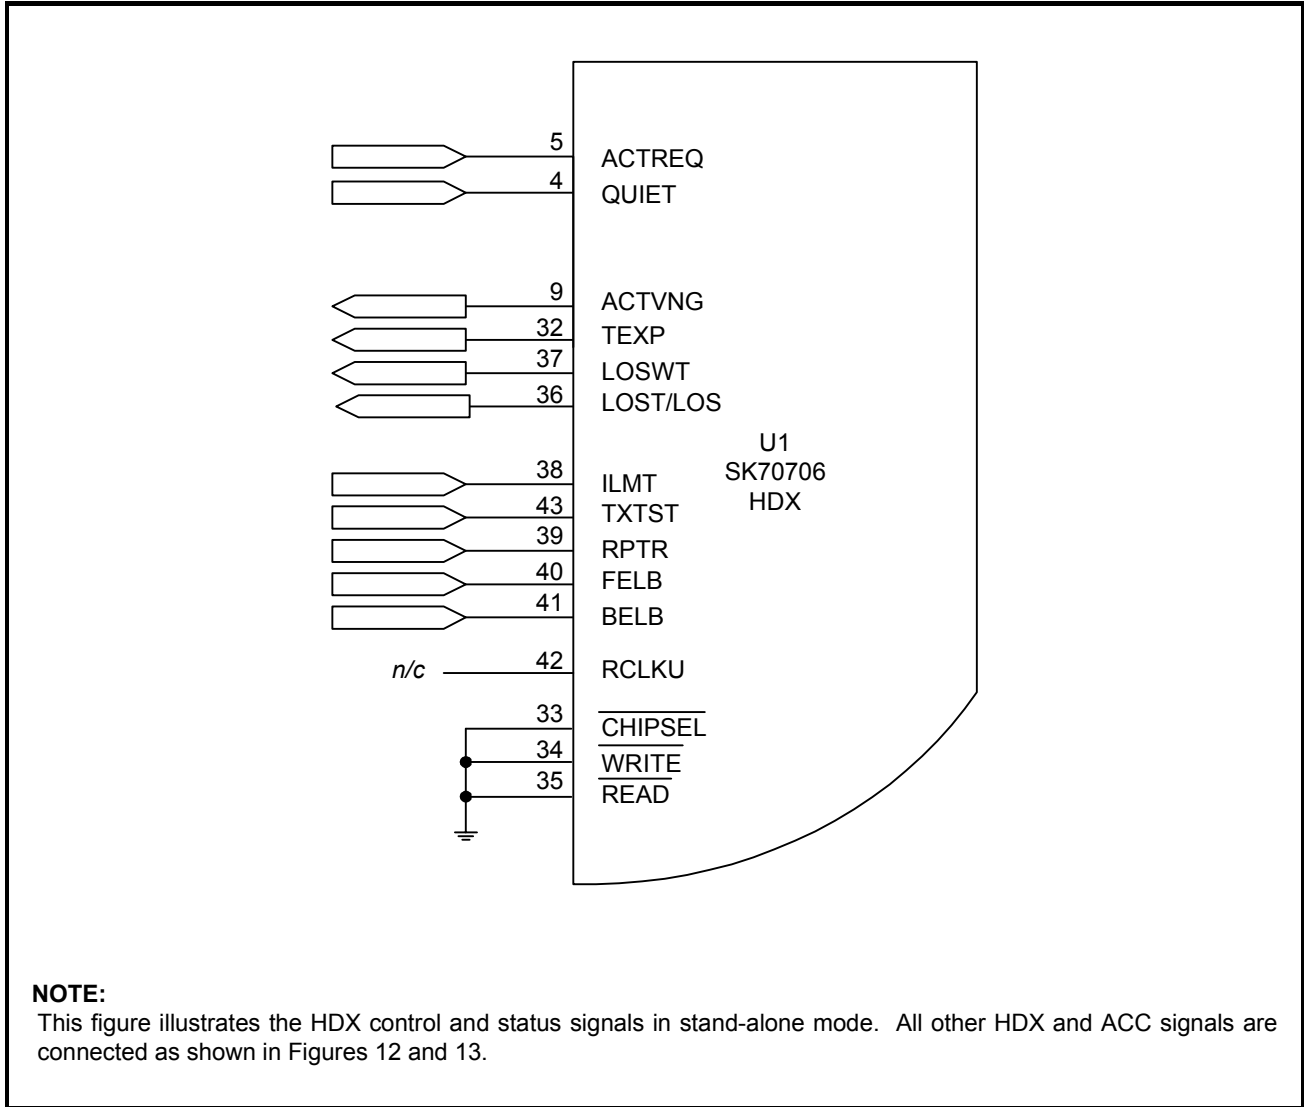 5 ACTREQ
4 QUIET
9 ACTVNG
32 TEXP
37 LOSWT
36 LOST/LOS
U1
SK70706
HDX
38 ILMT
43 TXTST
39 RPTR
40 FELB
41 BELB
n/c 42 RCLKU
33 CHIPSEL
34 WRITE
35 READ
NOTE:
This figure illustrates the HDX control and status signals in stand-alone mode. All other HDX and ACC signals are
connected as shown in Figures 12 and 13.